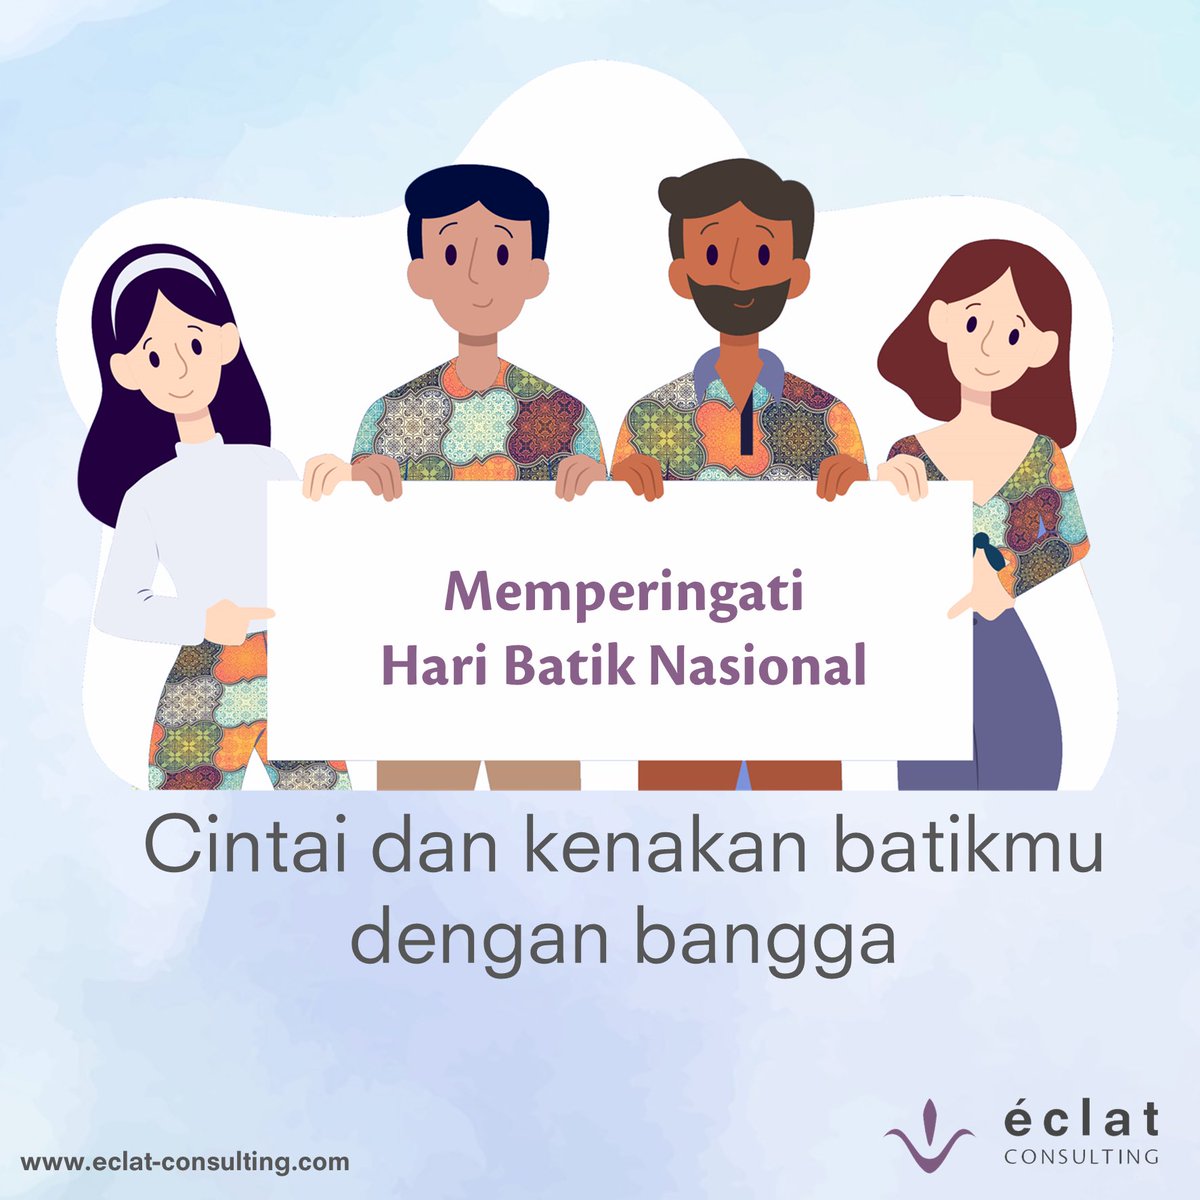 Memperingati
Hari Batik Nasional
Cintai dan kenakan batikmu
dengan bangga
éclat
CONSULTING
www.eclat-consulting.com